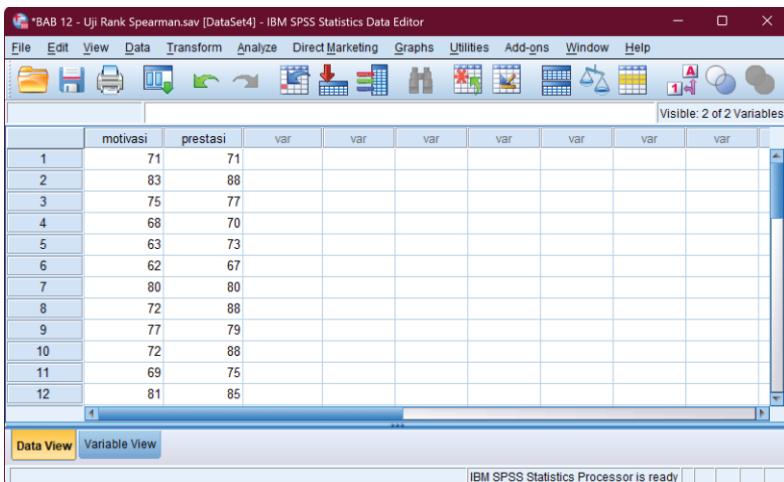 *BAB 12 - Uji Rank Spearman.sav [DataSet4] - IBM SPSS Statistics Data Editor
File Edit View Data Transform Analyze Direct Marketing Graphs Utilities Add-ons Window Help
Visible: 2 of 2 Variables
motivasi prestasi var var var var var var var
1 71 71
2 83 88
3 75 77
4 68 70
5 63 73
6 62 67
7 80 80
8 72 88
9 77 79
10 72 88
11 69 75
12 81 85
Data View Variable View
IBM SPSS Statistics Processor is ready